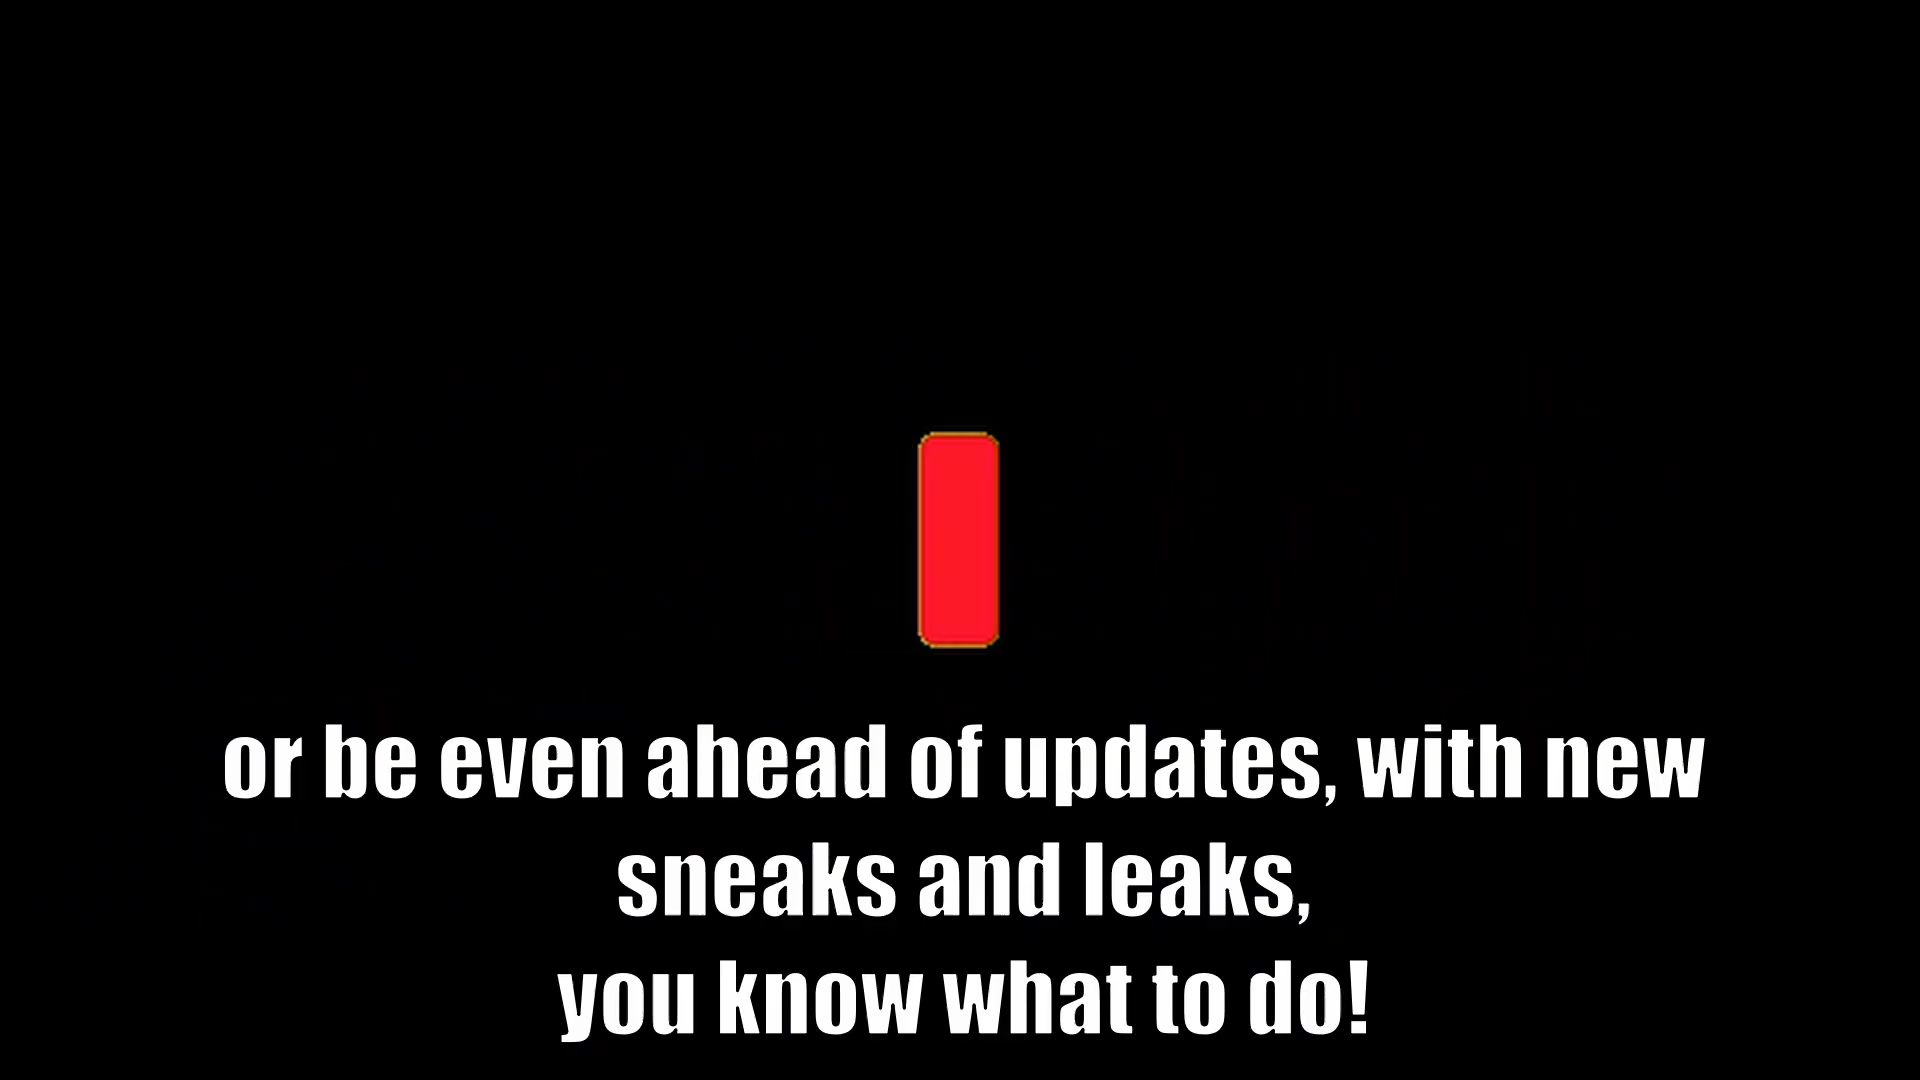 or be even ahead of updates, with new
sneaks and leaks,
you know what to do!